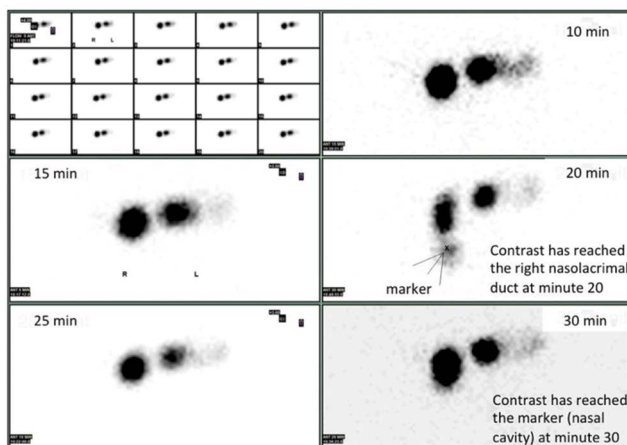 10 min
R L
15 min
R L
20 min
Contrast has reached
the right nasolacrimal
duct at minute 20
marker
25 min
30 min
Contrast has reached
the marker (nasal
cavity) at minute 30